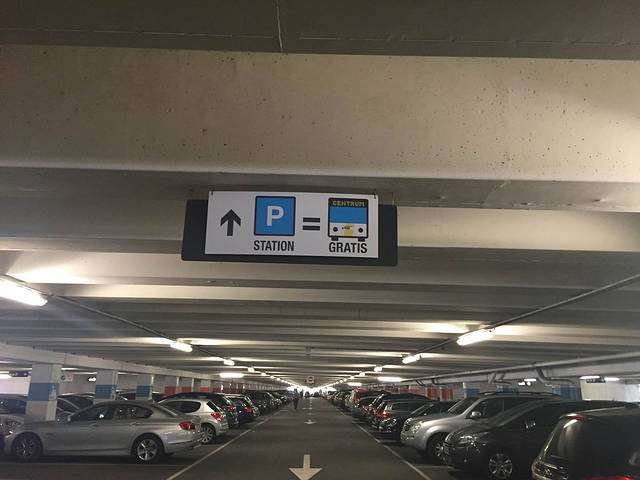 P
=
CENTRUM
STATION
GRATIS